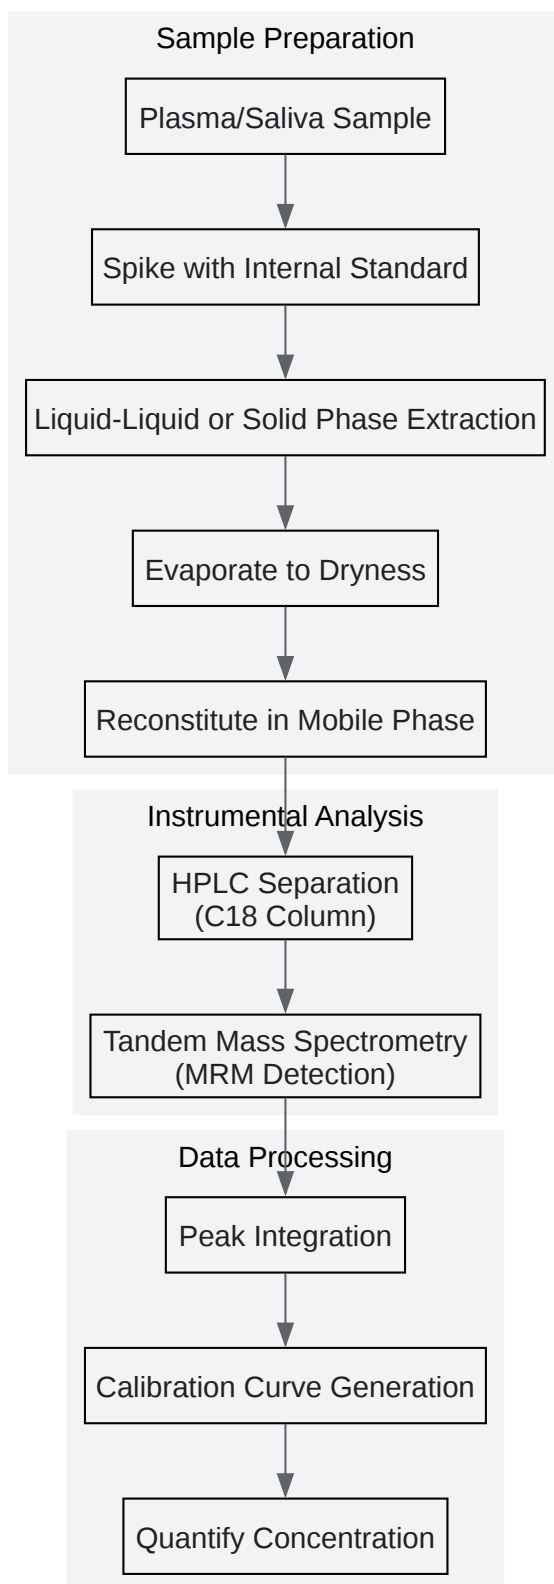 Sample Preparation
Plasma/Saliva Sample
Spike with Internal Standard
Liquid-Liquid or Solid Phase Extraction
Evaporate to Dryness
Reconstitute in Mobile Phase
Instrumental Analysis
HPLC Separation
(C18 Column)
Tandem Mass Spectrometry
(MRM Detection)
Data Processing
Peak Integration
Calibration Curve Generation
Quantify Concentration